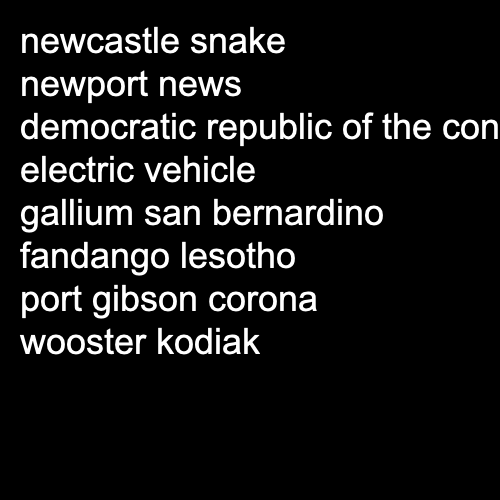 newcastle snake
newport news
democratic republic of the con
electric vehicle
gallium san bernardino
fandango lesotho
port gibson corona
wooster kodiak